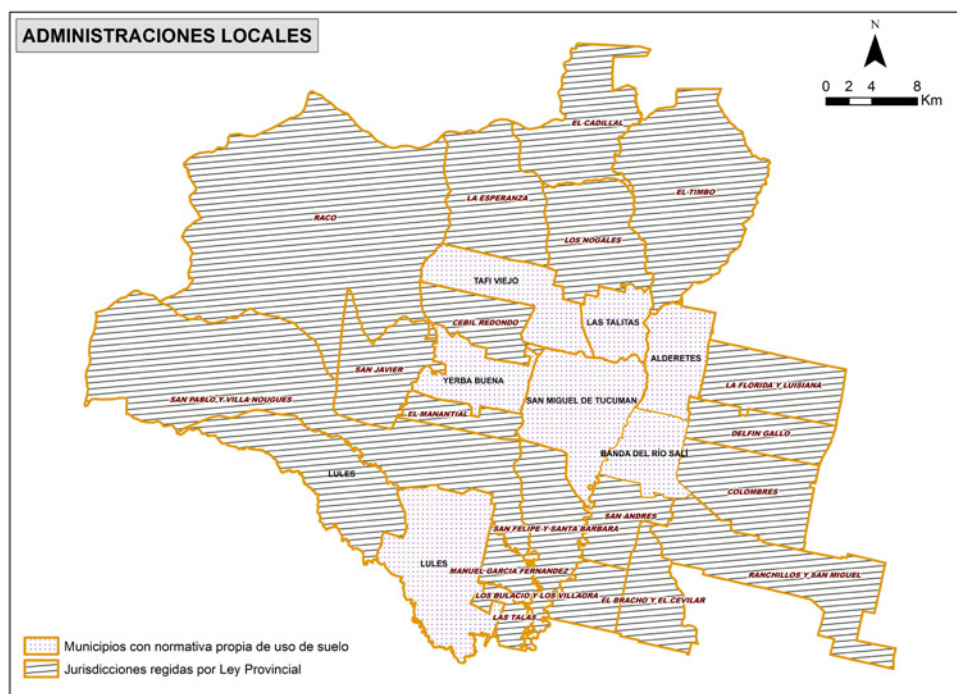 ADMINISTRACIONES LOCALES
N
0 2 4 8
Km
EL CADILLAL
EL TIMBO
LA ESPERANZA
RACO
LOS NOGALES
TAFI VIEJO
CEBIL REDONDO
LAS TALITAS
ALDERETES
SAN JAVIER
YERBA BUENA
LA FLORIDA Y LUISIANA
SAN PABLO Y VILLA NOUGUES
SAN MIGUEL DE TUCUMAN
EL MANANTIAL
DELFIN GALLO
BANDA DEL RÍO SALÍ
LULES
COLOMBRES
SAN ANDRES
SAN FELIPE Y SANTA BARBARA
LULES
MANUEL GARCIA FERNANDEZ
RANCHILLOS Y SAN MIGUEL
LOS BULACIO Y LOS VILLAGRA
EL BRACHO Y EL CEVILAR
LAS TALAS
Municipios con normativa propia de uso de suelo
Jurisdicciones regidas por Ley Provincial